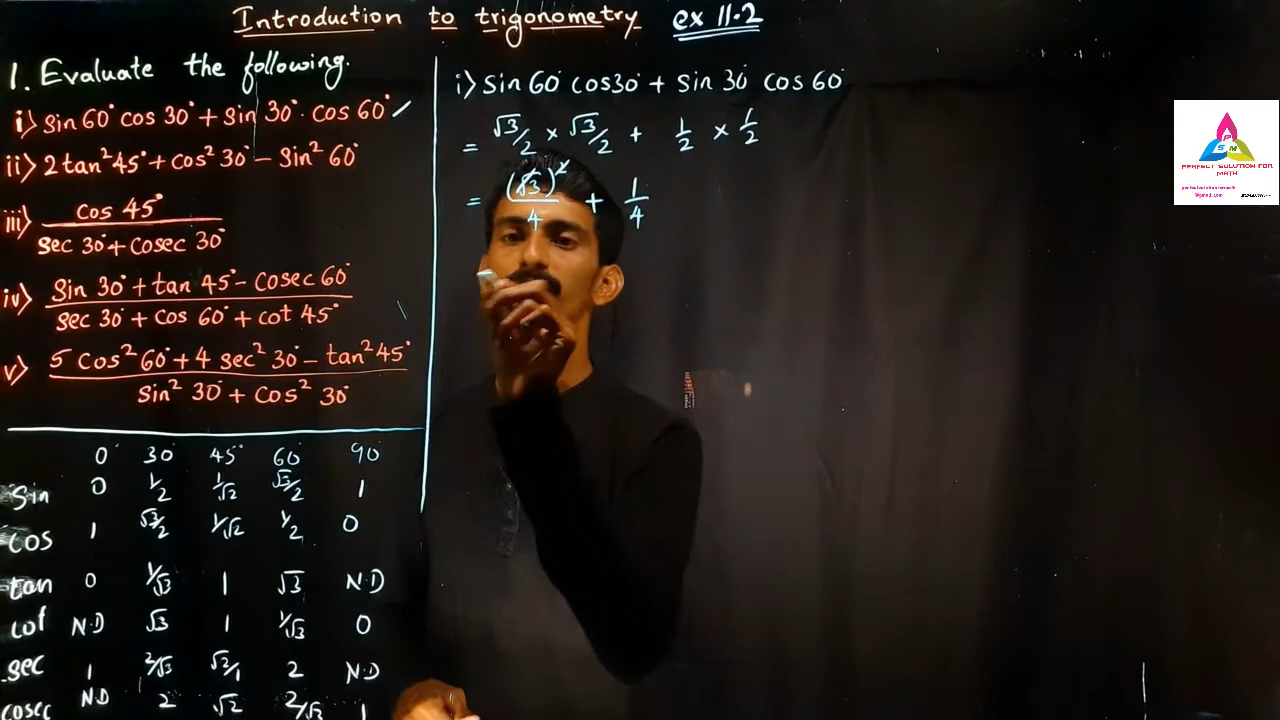 Introduction to trigonometry ex 11.2
1. Evaluate the following.
i) sin 60° cos 30° + sin 30° . cos 60°
ii) 2 tan² 45° + cos² 30° - sin² 60°
iii) cos 45° / sec 30° + cosec 30°
iv) sin 30° + tan 45° - cosec 60° / sec 30° + cos 60° + cot 45°
v) 5 cos² 60° + 4 sec² 30° - tan² 45° / sin² 30° + cos² 30°
0° 30° 45° 60° 90°
sin 0 1/2 1/√2 √3/2 1
cos 1 √3/2 1/√2 1/2 0
tan 0 1/√3 1 √3 N.D
cot N.D √3 1 1/√3 0
sec 1 2/√3 √2/1 2 N.D
cosec N.D 2 √2 2/√3 1
i) sin 60° cos 30° + sin 30° cos 60°
= √3/2 × √3/2 + 1/2 × 1/2
= (√3)²/4 + 1/4
P
S M
PERFECT SOLUTION FOR
MATH